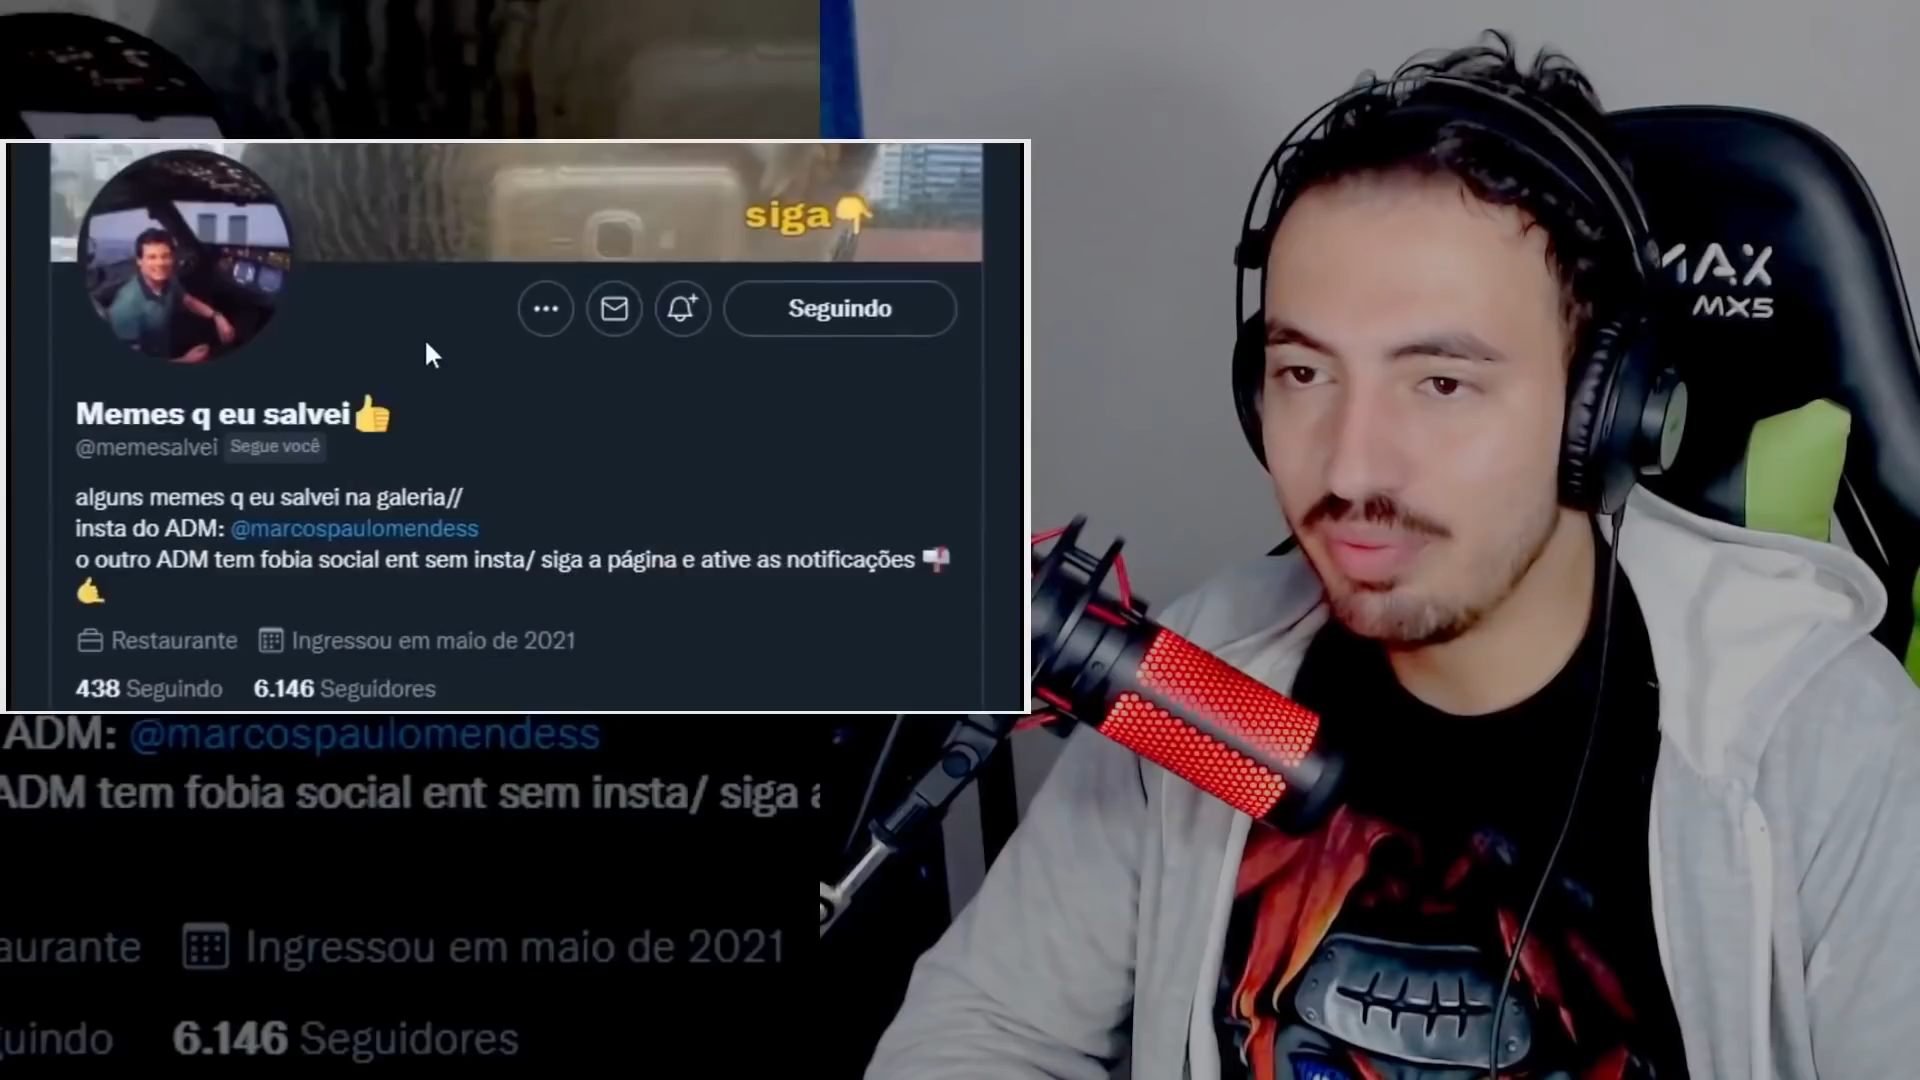 siga👇
Seguindo
Memes q eu salvei👍
@memesalvei Segue você
alguns memes q eu salvei na galeria//
insta do ADM: @marcospaulomendess
o outro ADM tem fobia social ent sem insta/ siga a página e ative as notificações 📬
🤙
Restaurante Ingressou em maio de 2021
438 Seguindo 6.146 Seguidores
ADM: @marcospaulomendess
ADM tem fobia social ent sem insta/ siga a
aurante Ingressou em maio de 2021
guindo 6.146 Seguidores
MAX
MX5